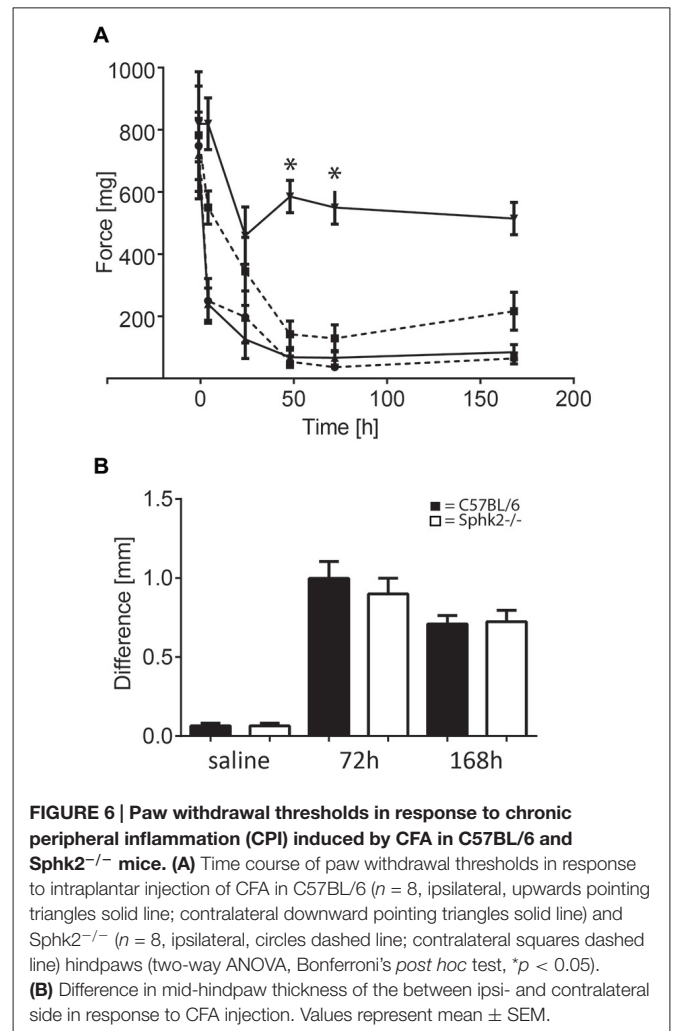 A
1000
800
600
400
200
Force [mg]
* *
0 50 100 150 200
Time [h]
B
1.5
1.0
0.5
0.0
Difference [mm]
■ = C57BL/6
□ = Sphk2-/-
saline 72h 168h
FIGURE 6 | Paw withdrawal thresholds in response to chronic
peripheral inflammation (CPI) induced by CFA in C57BL/6 and
Sphk2−/− mice. (A) Time course of paw withdrawal thresholds in response
to intraplantar injection of CFA in C57BL/6 (n = 8, ipsilateral, upwards pointing
triangles solid line; contralateral downward pointing triangles solid line) and
Sphk2−/− (n = 8, ipsilateral, circles dashed line; contralateral squares dashed
line) hindpaws (two-way ANOVA, Bonferroni's post hoc test, *p < 0.05).
(B) Difference in mid-hindpaw thickness of the between ipsi- and contralateral
side in response to CFA injection. Values represent mean ± SEM.